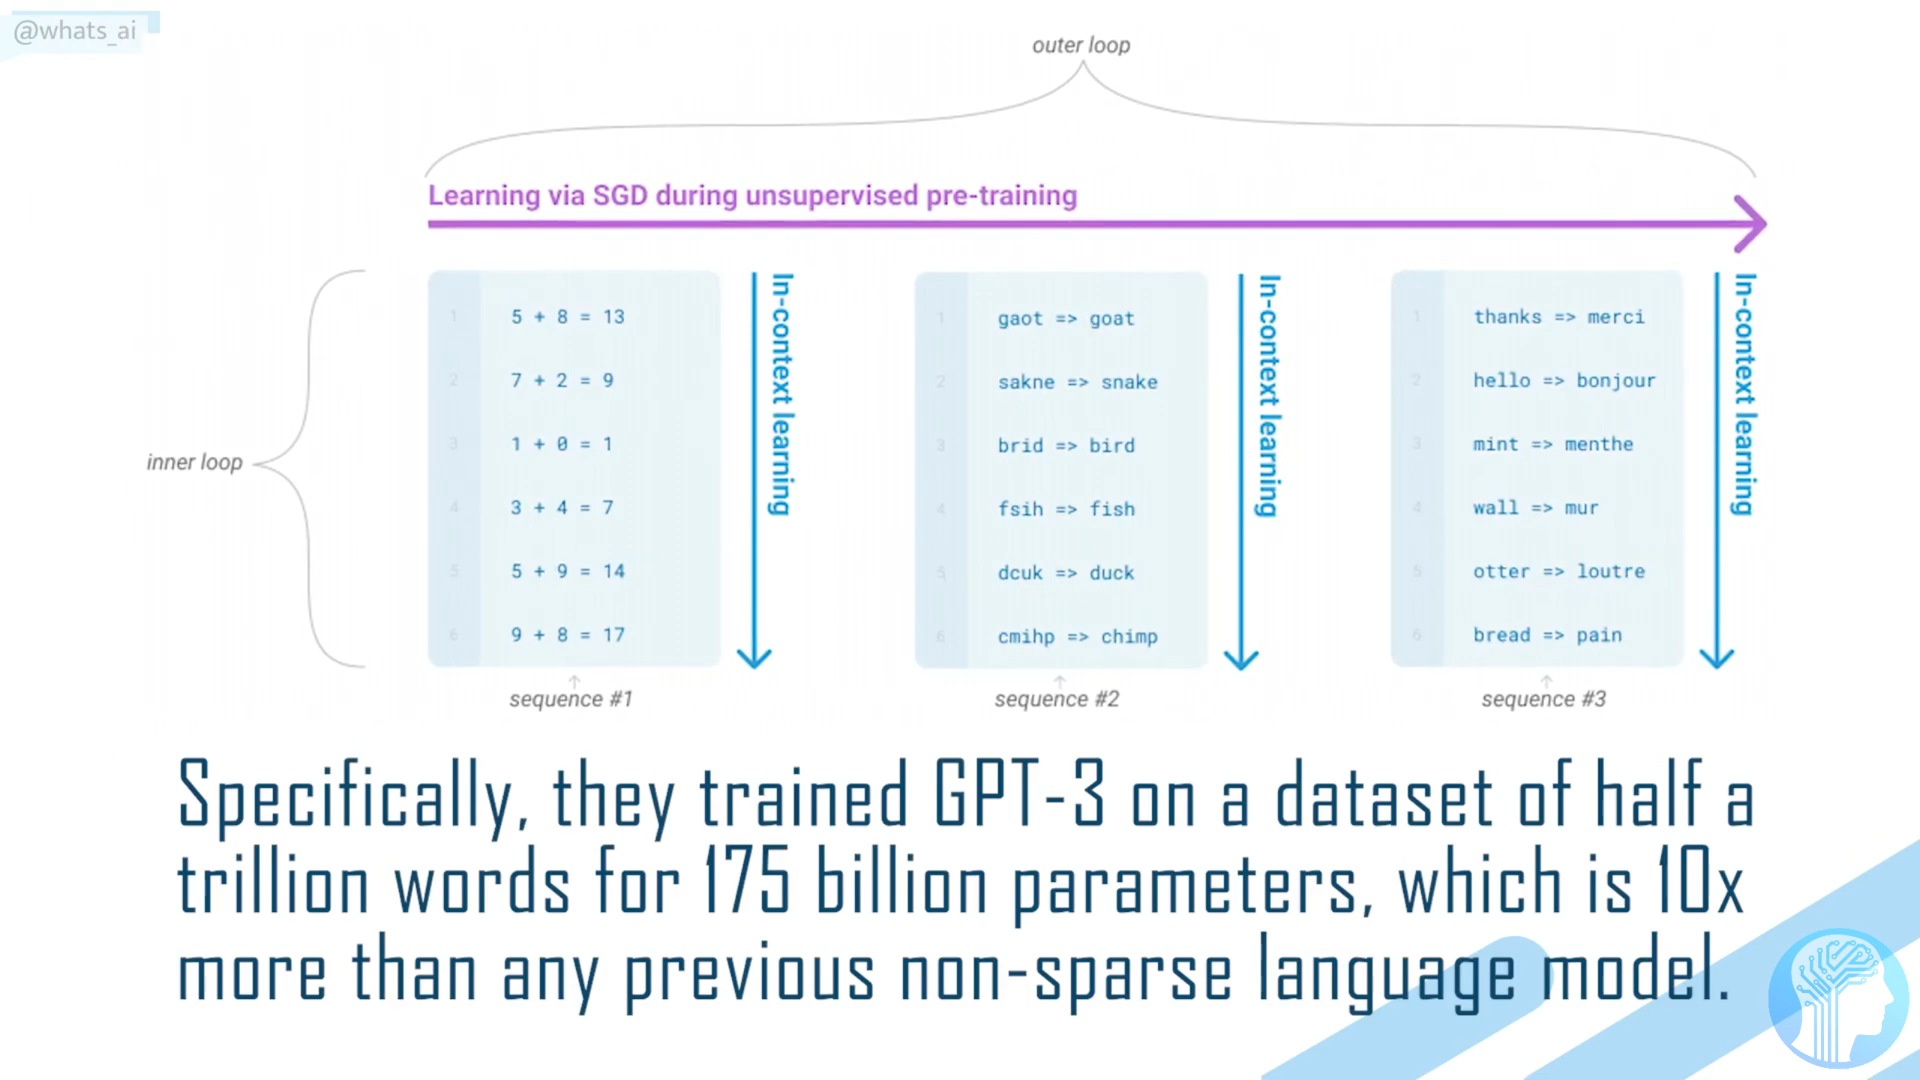 @whats_ai
outer loop
Learning via SGD during unsupervised pre-training
inner loop
1 5 + 8 = 13
2 7 + 2 = 9
3 1 + 0 = 1
4 3 + 4 = 7
5 5 + 9 = 14
6 9 + 8 = 17
In-context learning
sequence #1
1 gaot => goat
2 sakne => snake
3 brid => bird
4 fsih => fish
5 dcuk => duck
6 cmihp => chimp
In-context learning
sequence #2
1 thanks => merci
2 hello => bonjour
3 mint => menthe
4 wall => mur
5 otter => loutre
6 bread => pain
In-context learning
sequence #3
Specifically, they trained GPT-3 on a dataset of half a
trillion words for 175 billion parameters, which is 10x
more than any previous non-sparse language model.